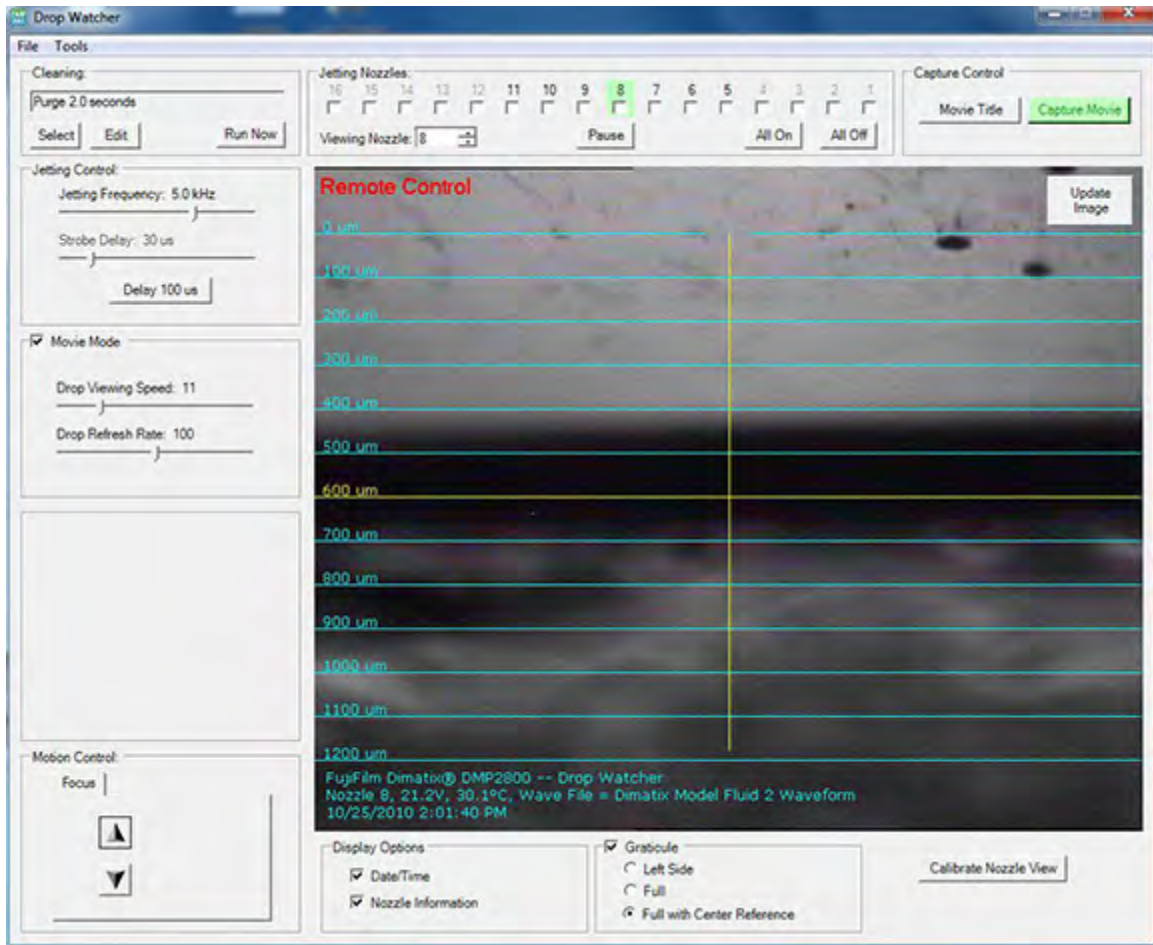 Drop Watcher
File Tools
Cleaning:
Purge 2.0 seconds
Select Edit Run Now
Jetting Nozzles:
16 15 14 13 12 11 10 9 8 7 6 5 4 3 2 1
Viewing Nozzle: 8 Pause All On All Off
Capture Control
Movie Title Capture Movie
Jetting Control:
Jetting Frequency: 5.0 kHz
Strobe Delay: 30 us
Delay 100 us
Movie Mode
Drop Viewing Speed: 11
Drop Refresh Rate: 100
Motion Control:
Focus
Remote Control
Update
Image
0 um
100 um
200 um
300 um
400 um
500 um
600 um
700 um
800 um
900 um
1000 um
1100 um
1200 um
FujiFilm Dimatix® DMP2800 -- Drop Watcher
Nozzle 8, 21.2V, 30.1ºC, Wave File = Dimatix Model Fluid 2 Waveform
10/25/2010 2:01:40 PM
Display Options
Date/Time
Nozzle Information
Graticule
Left Side
Full
Full with Center Reference
Calibrate Nozzle View